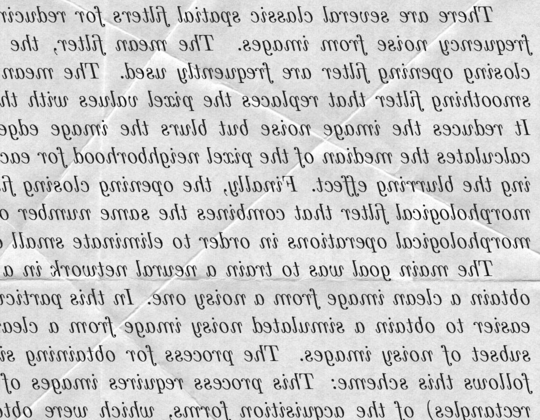 There are several classic spatial filters for reducin
frequency noise from images. The mean filter, the
closing opening filter are frequently used. The mean
smoothing filter that replaces the pixel values with th
It reduces the image noise but blurs the image edge
calculates the median of the pixel neighborhood for eac
ing the blurring effect. Finally, the opening closing fi
morphological filter that combines the same number o
morphological operations in order to eliminate small
The main goal was to train a neural network in a
obtain a clean image from a noisy one. In this particu
easier to obtain a simulated noisy image from a clea
subset of noisy images. The process for obtaining si
follows this scheme: This process requires images of
rectangles) of the acquisition forms, which were obt